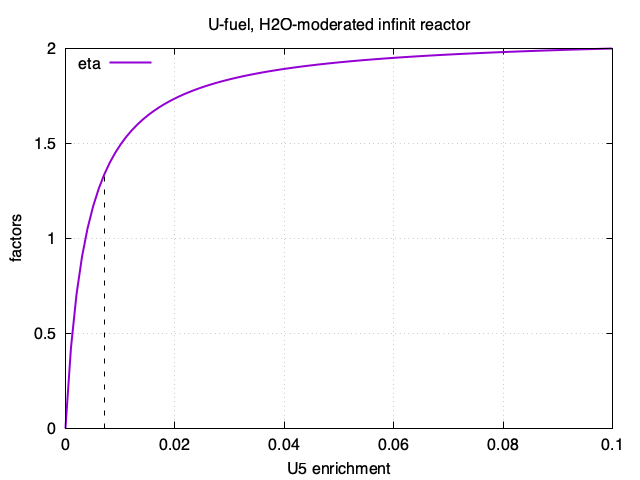 U-fuel, H2O-moderated infinit reactor
eta
2
1.5
1
0.5
0
factors
0 0.02 0.04 0.06 0.08 0.1
U5 enrichment